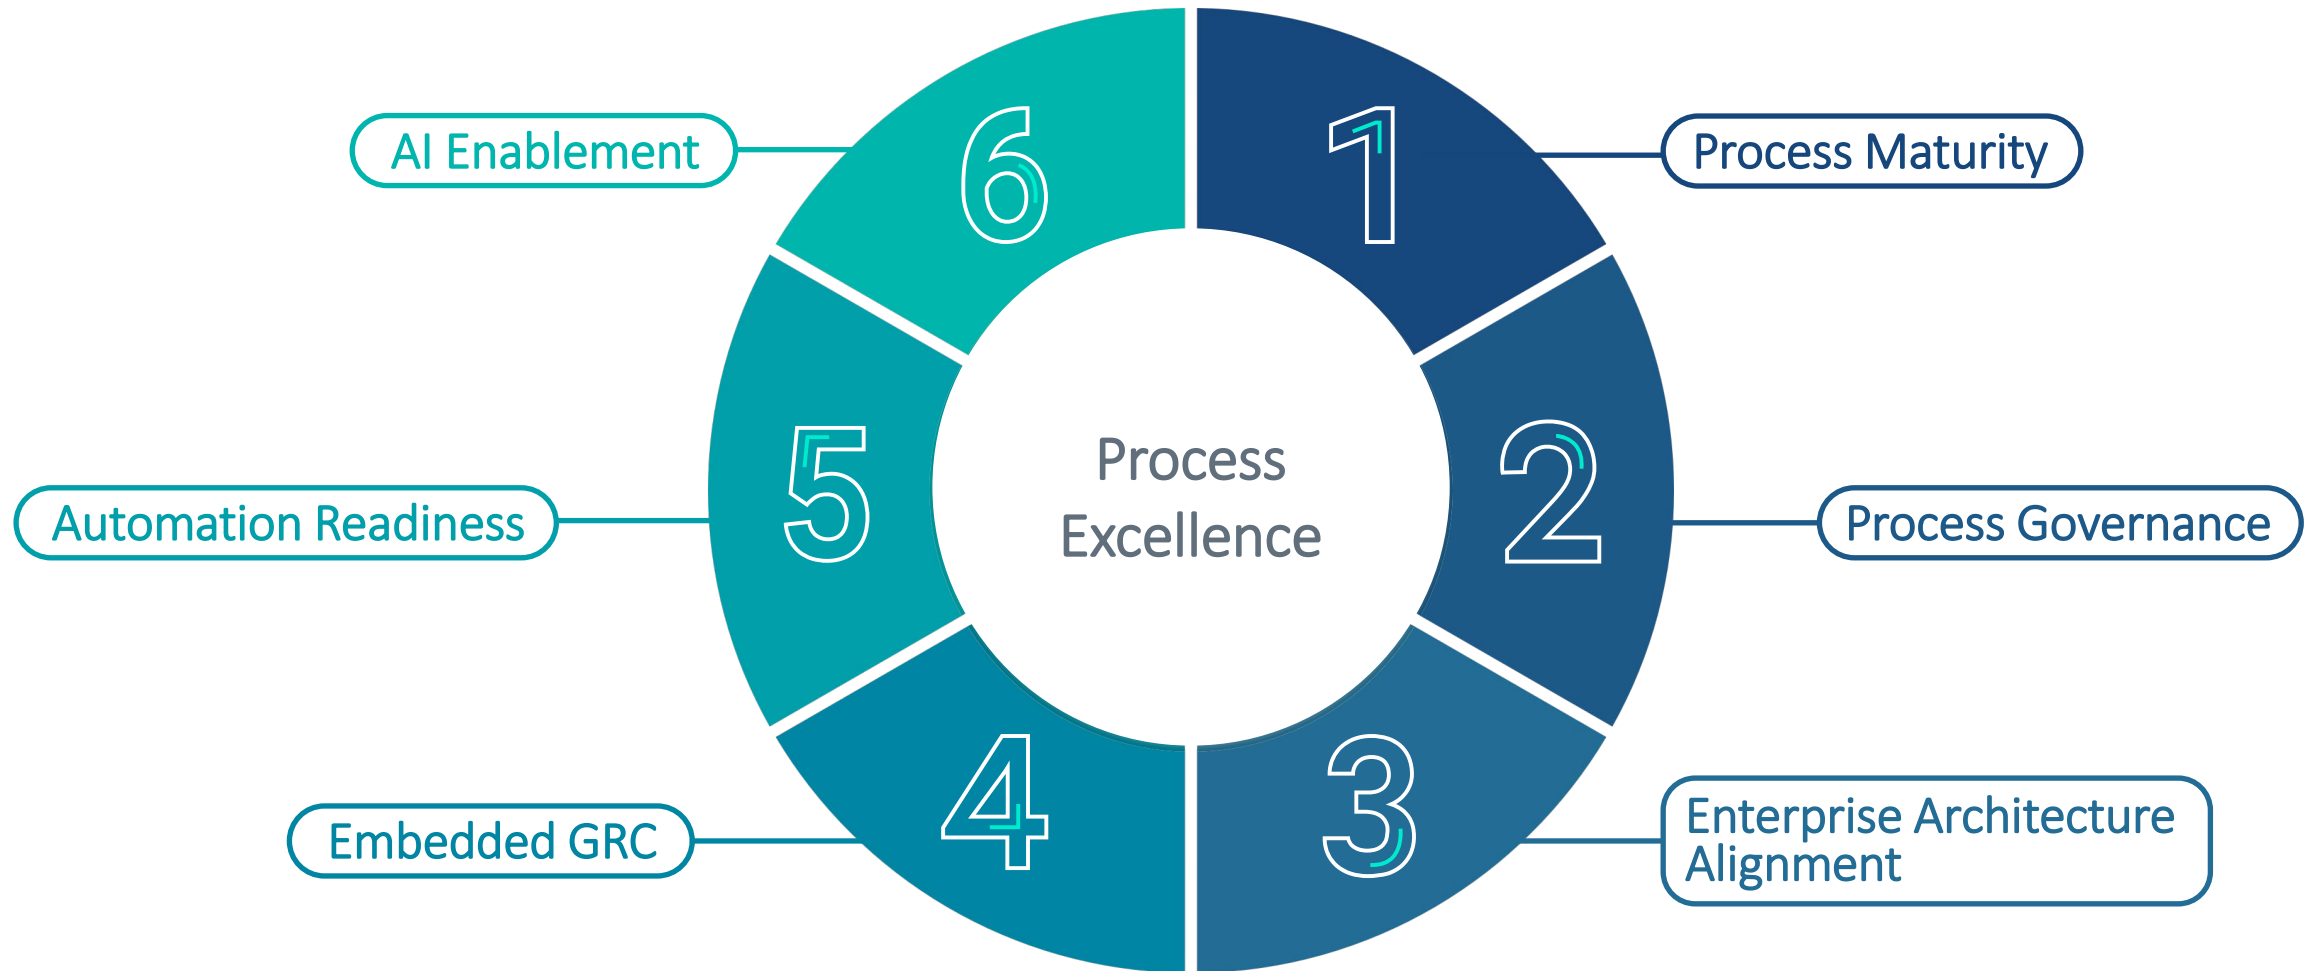 Process
Excellence
1
Process Maturity
2
Process Governance
3
Enterprise Architecture
Alignment
4
Embedded GRC
5
Automation Readiness
6
AI Enablement